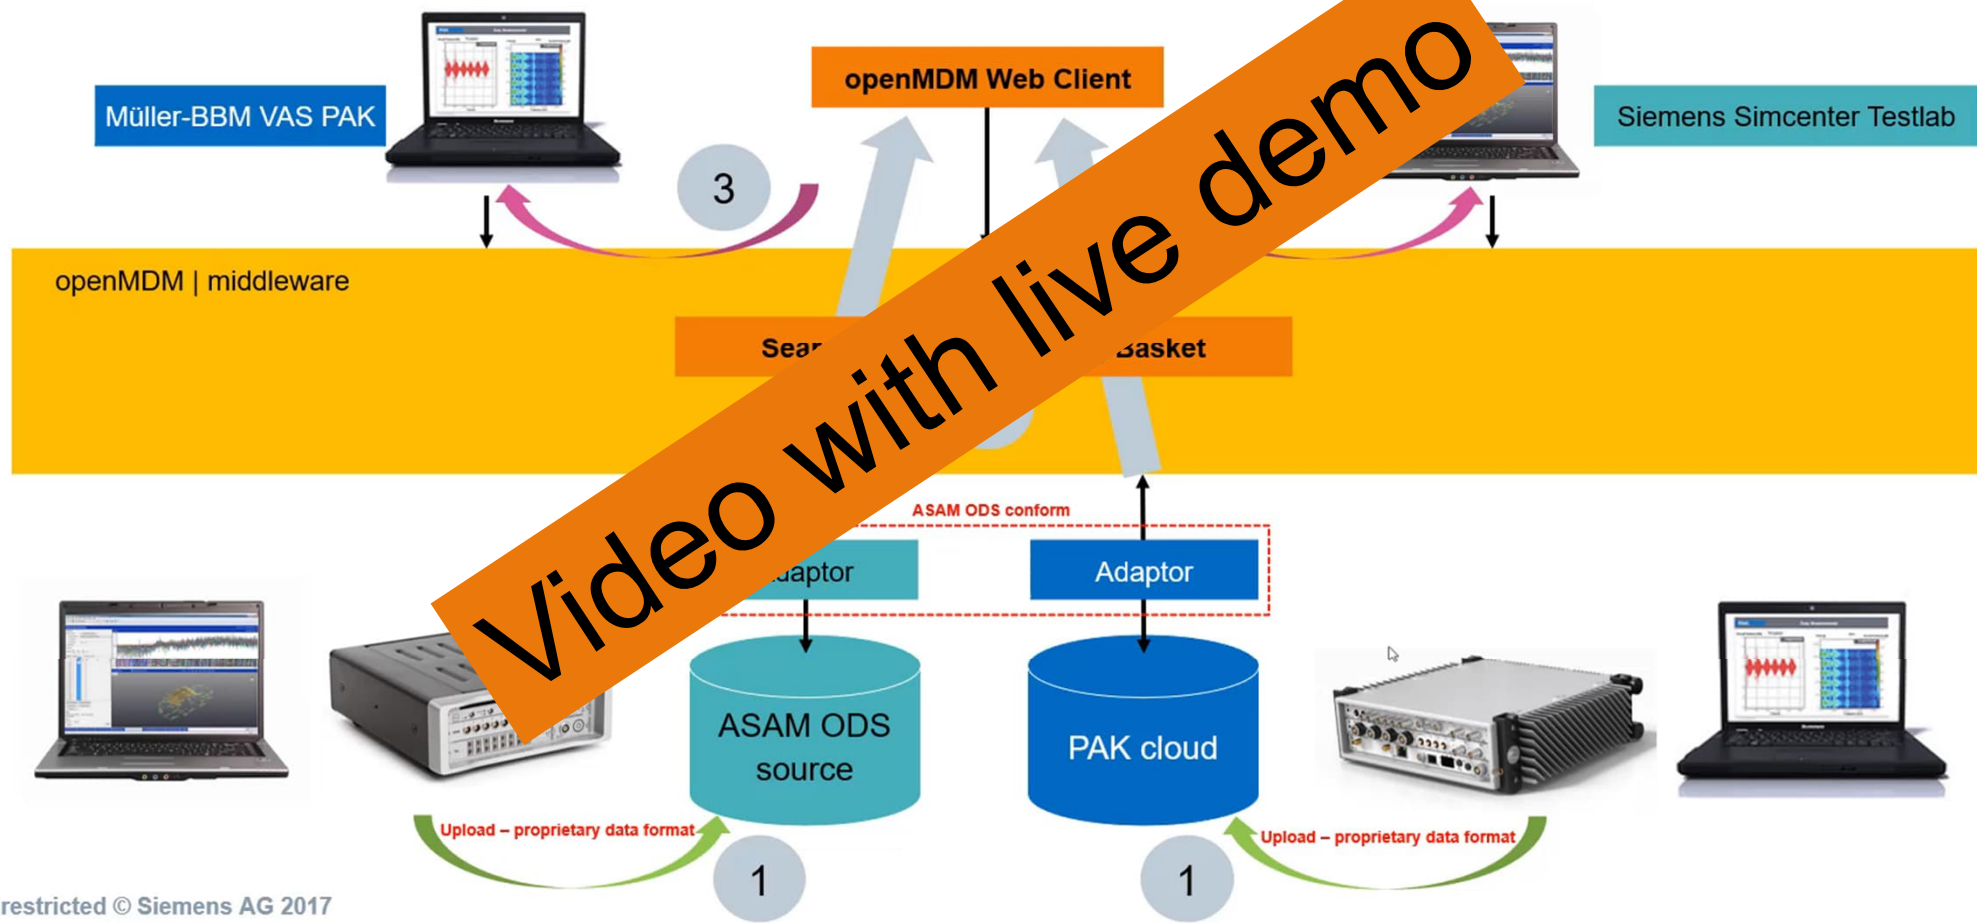 openMDM Web Client
Müller-BBM VAS PAK
Siemens Simcenter Testlab
3
openMDM | middleware
Basket
Video with live demo
ASAM ODS conform
Adaptor
Adaptor
ASAM ODS
source
PAK cloud
Upload – proprietary data format
Upload – proprietary data format
1
1
restricted © Siemens AG 2017